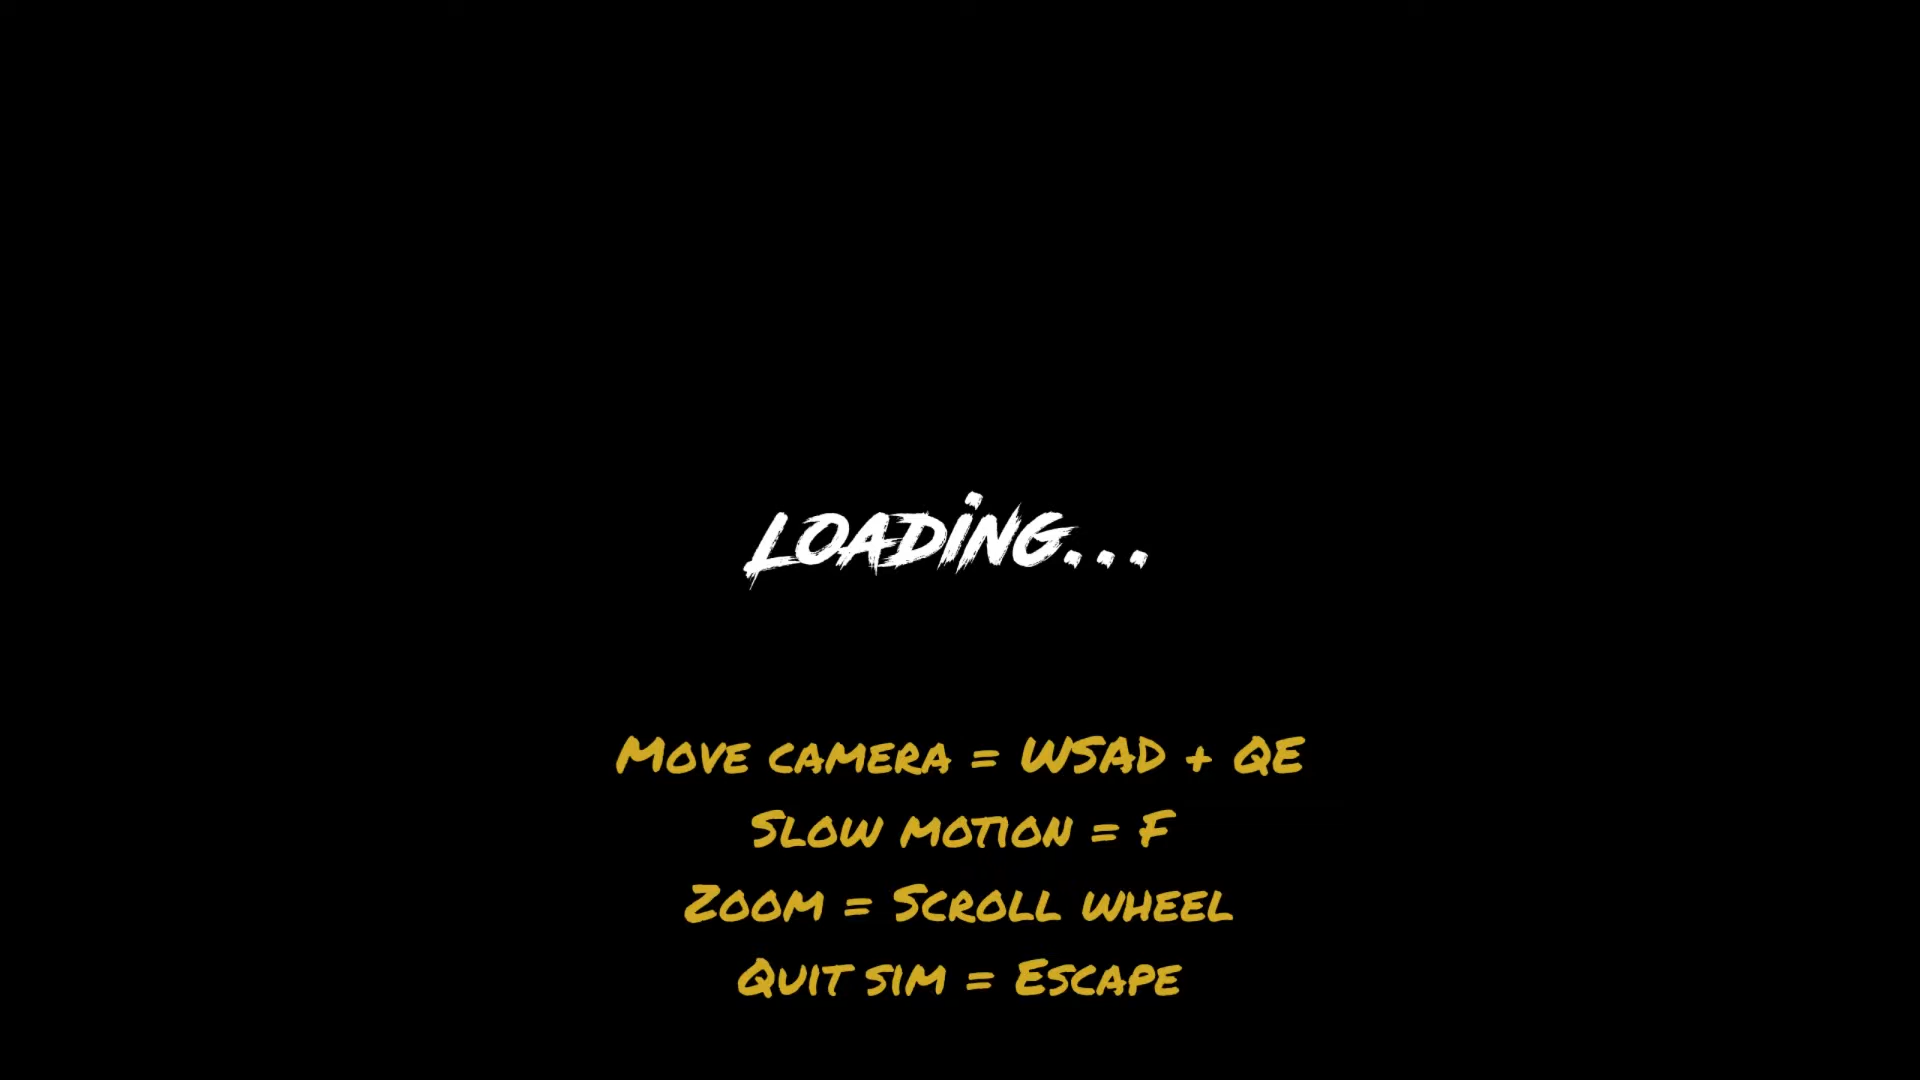 Loading...
Move camera = WSAD + QE
Slow motion = F
Zoom = Scroll wheel
Quit sim = Escape